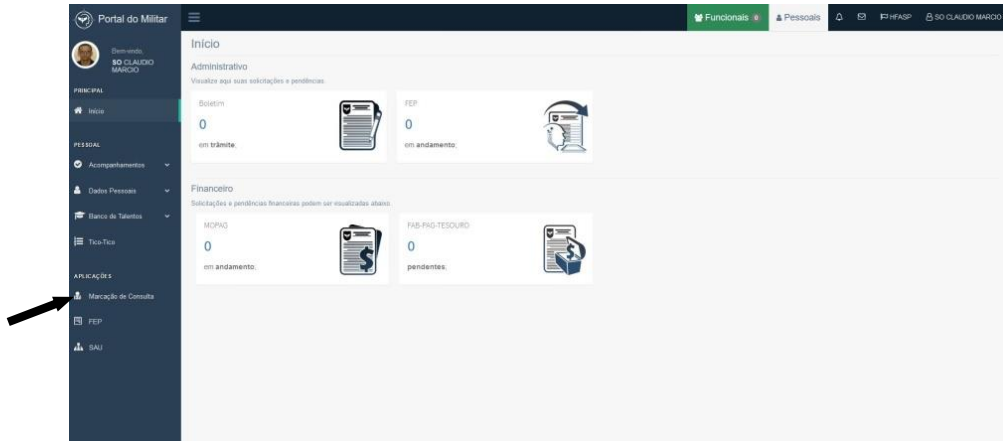 Portal do Militar
Funcionais 0
Pessoais
HFASP
SO CLAUDIO MARCIO
Bem-vindo,
SO CLAUDIO
MARCIO
PRINCIPAL
Início
PESSOAL
Acompanhamentos
Dados Pessoais
Banco de Talentos
Tico-Tico
APLICAÇÕES
Marcação de Consulta
FEP
SAU
Início
Administrativo
Visualize aqui suas solicitações e pendências.
Boletim
0
em trâmite.
FEP
0
em andamento.
Financeiro
Solicitações e pendências financeiras podem ser visualizadas abaixo.
MOPAG
0
em andamento.
FAB-PAG-TESOURO
0
pendentes.